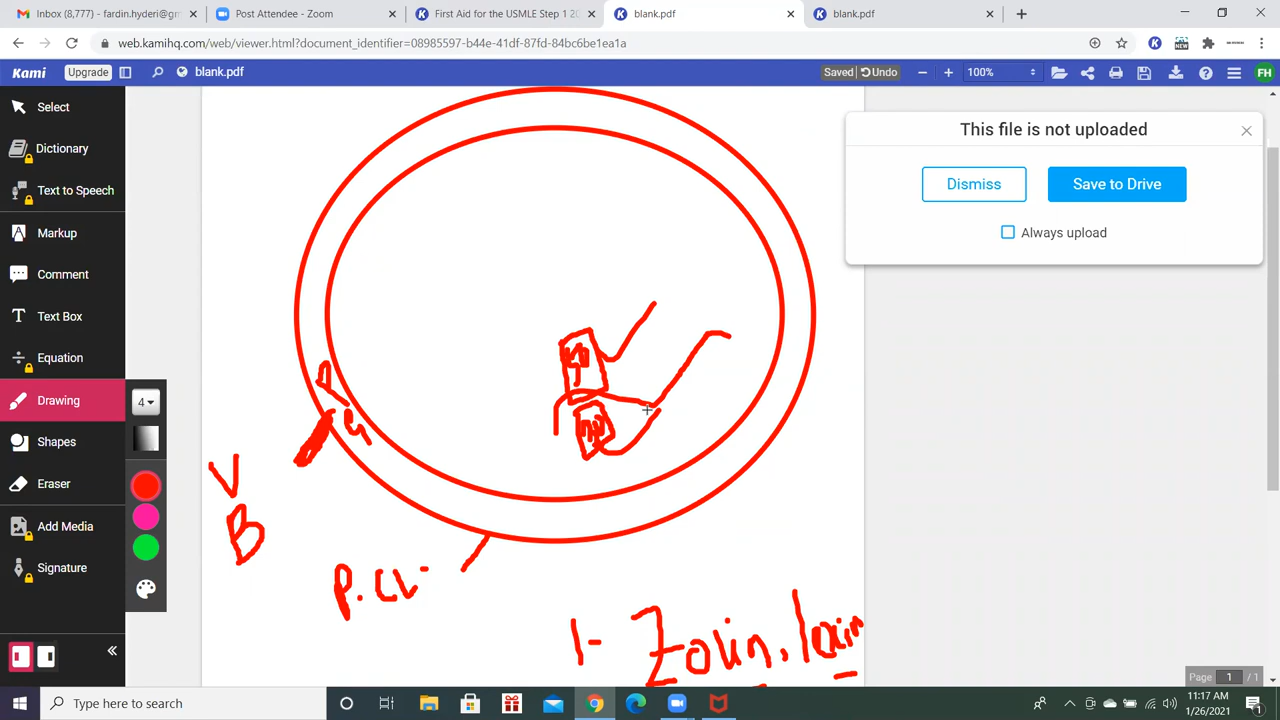 Inbox (8,777) - fardin.hyderi@gm
Post Attendee - Zoom
First Aid for the USMLE Step 1 20
blank.pdf
blank.pdf
web.kamihq.com/web/viewer.html?document_identifier=08985597-b44e-41df-87fd-84bc6be1ea1a
NEW
Kami
Upgrade
blank.pdf
Saved
Undo
100%
FH
Select
Dictionary
Text to Speech
Markup
Comment
Text Box
Equation
Drawing
4
Shapes
Eraser
Add Media
Signature
This file is not uploaded
Dismiss
Save to Drive
Always upload
V
B
1-
Page 1 / 1
Type here to search
11:17 AM
1/26/2021
1